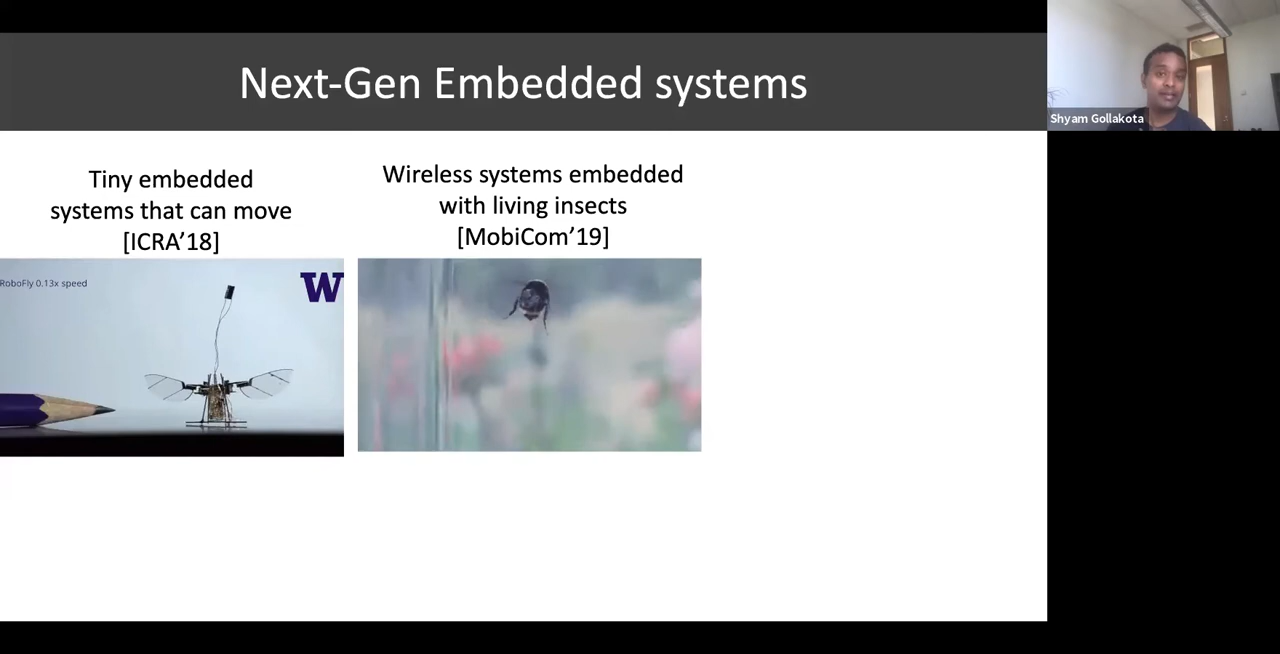 Next-Gen Embedded systems
Shyam Gollakota
Tiny embedded
systems that can move
[ICRA’18]
Wireless systems embedded
with living insects
[MobiCom’19]
RoboFly 0.13x speed
W